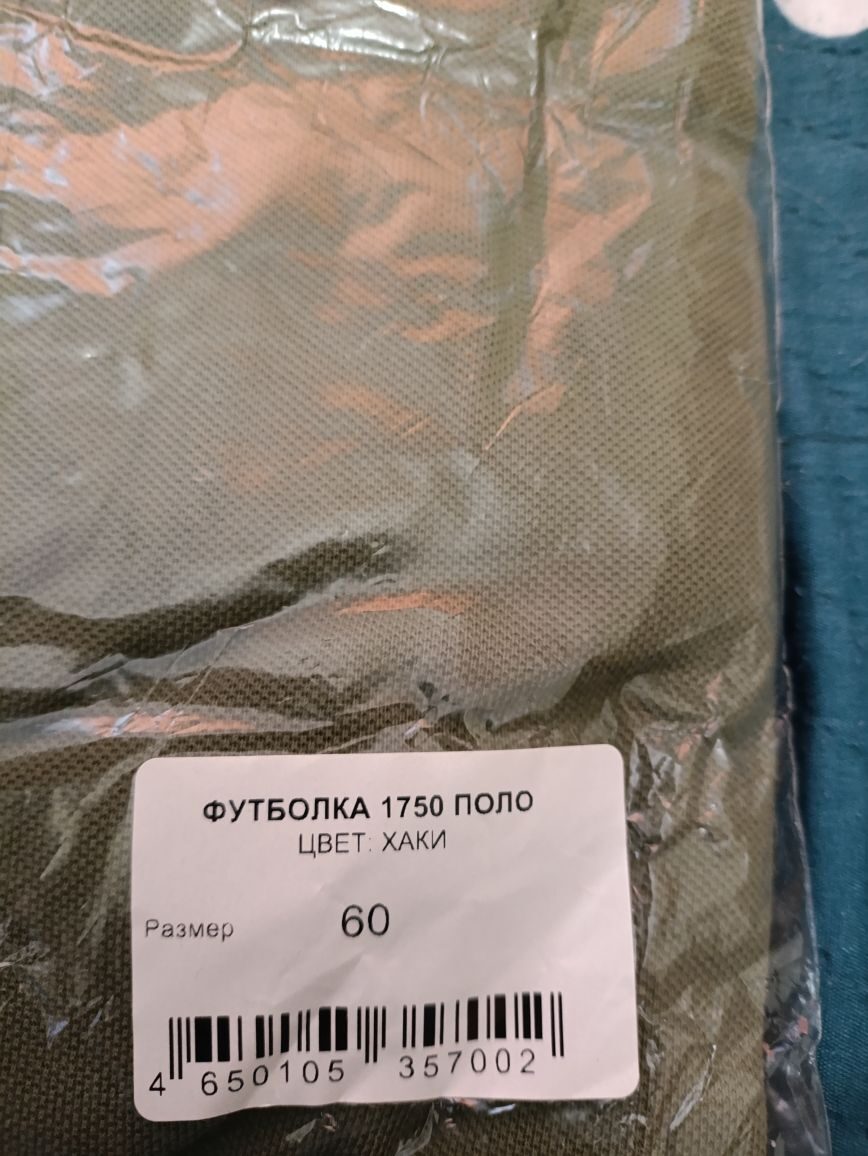 ФУТБОЛКА 1750 ПОЛО
ЦВЕТ: ХАКИ
Размер 60
4 650105 357002